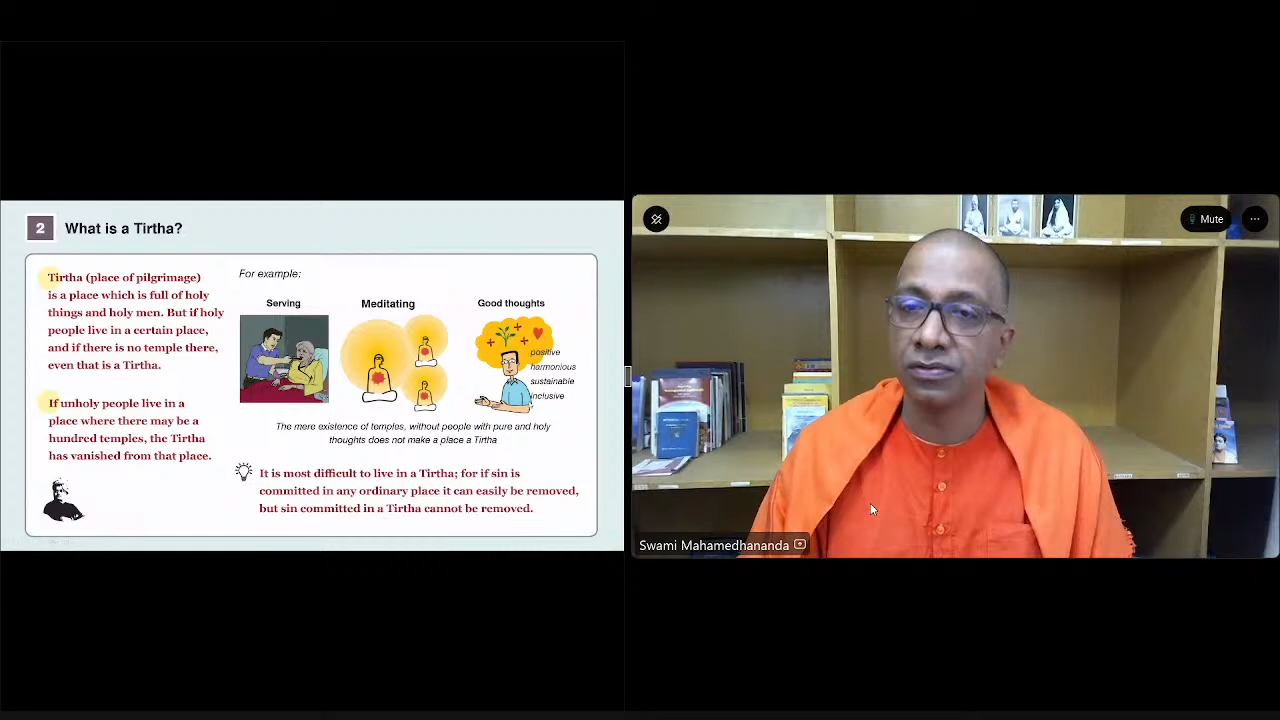 2 What is a Tirtha?
Tirtha (place of pilgrimage)
is a place which is full of holy
things and holy men. But if holy
people live in a certain place,
and if there is no temple there,
even that is a Tirtha.
If unholy people live in a
place where there may be a
hundred temples, the Tirtha
has vanished from that place.
For example:
Serving
Meditating
Good thoughts
positive
harmonious
sustainable
inclusive
The mere existence of temples, without people with pure and holy
thoughts does not make a place a Tirtha
It is most difficult to live in a Tirtha; for if sin is
committed in any ordinary place it can easily be removed,
but sin committed in a Tirtha cannot be removed.
Mute
Swami Mahamedhananda